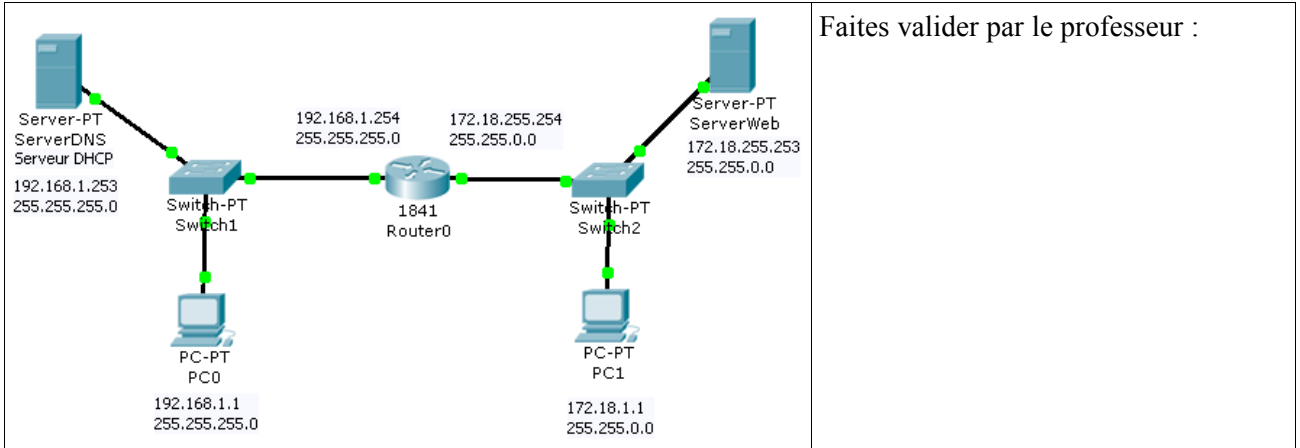 Faites valider par le professeur :
Server-PT
ServerDNS
Serveur DHCP
192.168.1.253
255.255.255.0
Switch-PT
Switch1
192.168.1.254
255.255.255.0
172.18.255.254
255.255.0.0
1841
Router0
Server-PT
ServerWeb
172.18.255.253
255.255.0.0
Switch-PT
Switch2
PC-PT
PC0
192.168.1.1
255.255.255.0
PC-PT
PC1
172.18.1.1
255.255.0.0